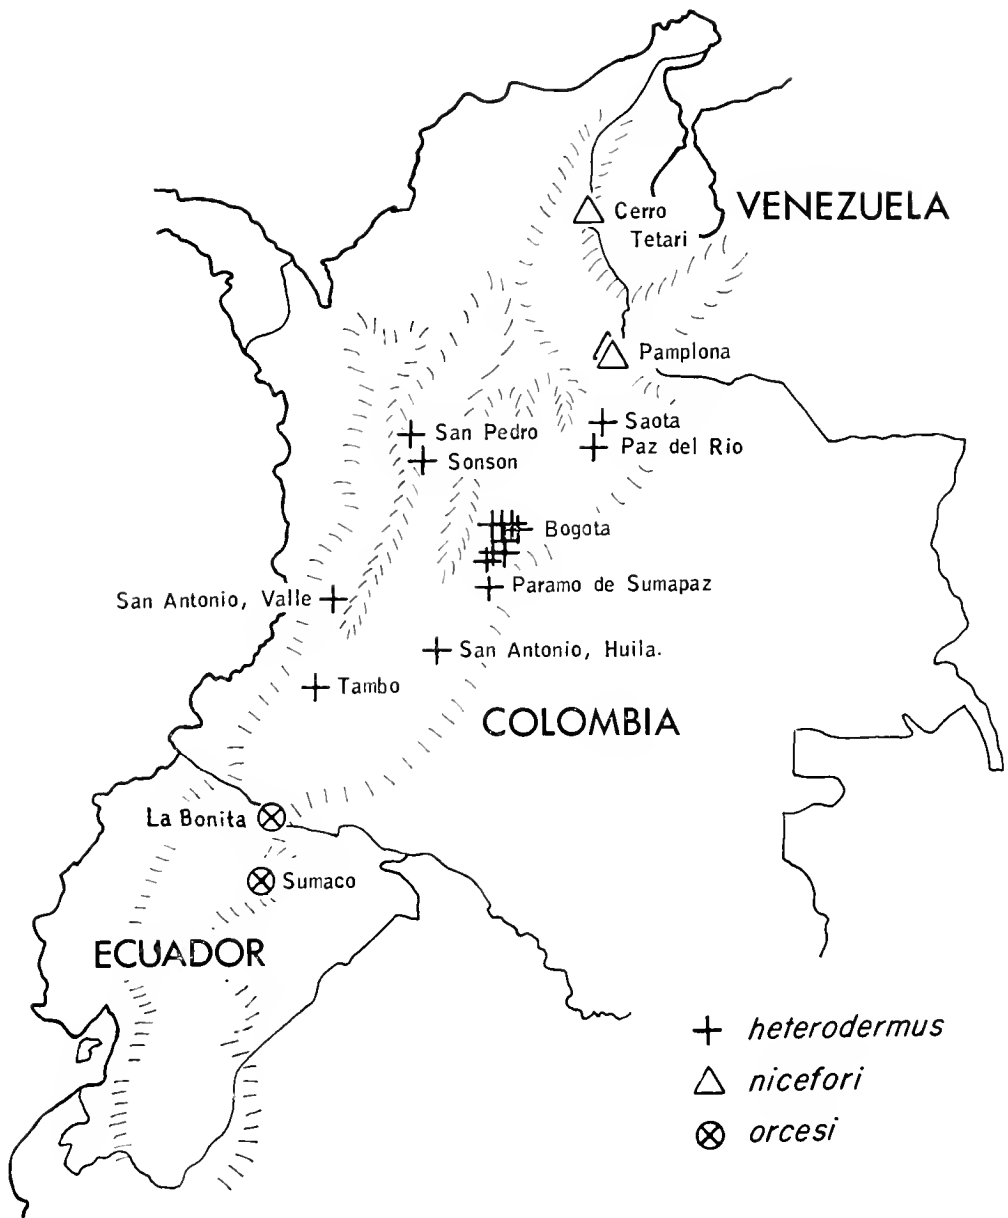 VENEZUELA
Cerro
Tetari
Pamplona
San Pedro
Saota
Sonson
Paz del Rio
Bogota
Paramo de Sumapaz
San Antonio, Valle
San Antonio, Huila.
Tambo
COLOMBIA
La Bonita
Sumaco
ECUADOR
heterodermus
nicefori
orcesi